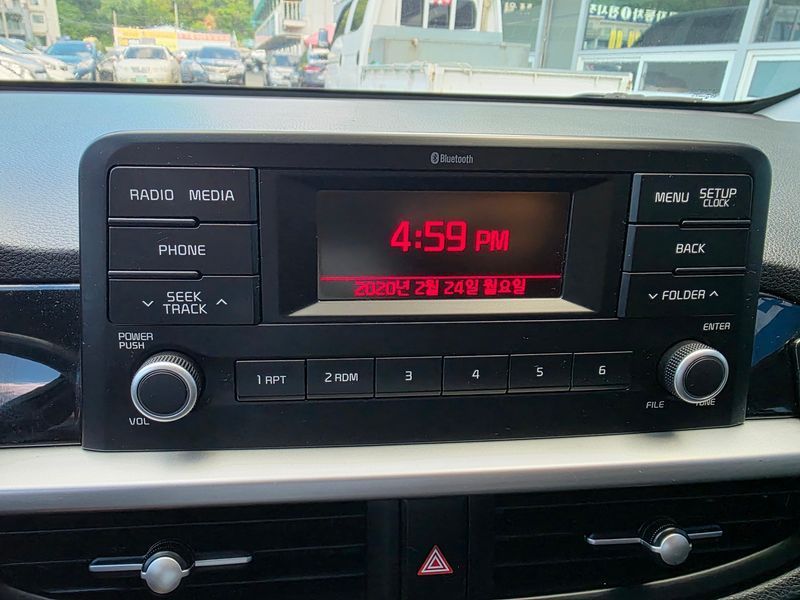 Bluetooth
RADIO MEDIA
PHONE
SEEK
TRACK
4:59 PM
2020년 2월 24일 월요일
MENU SETUP
CLOCK
BACK
FOLDER
POWER
PUSH
VOL
1 RPT
2 RDM
3
4
5
6
ENTER
FILE
TUNE